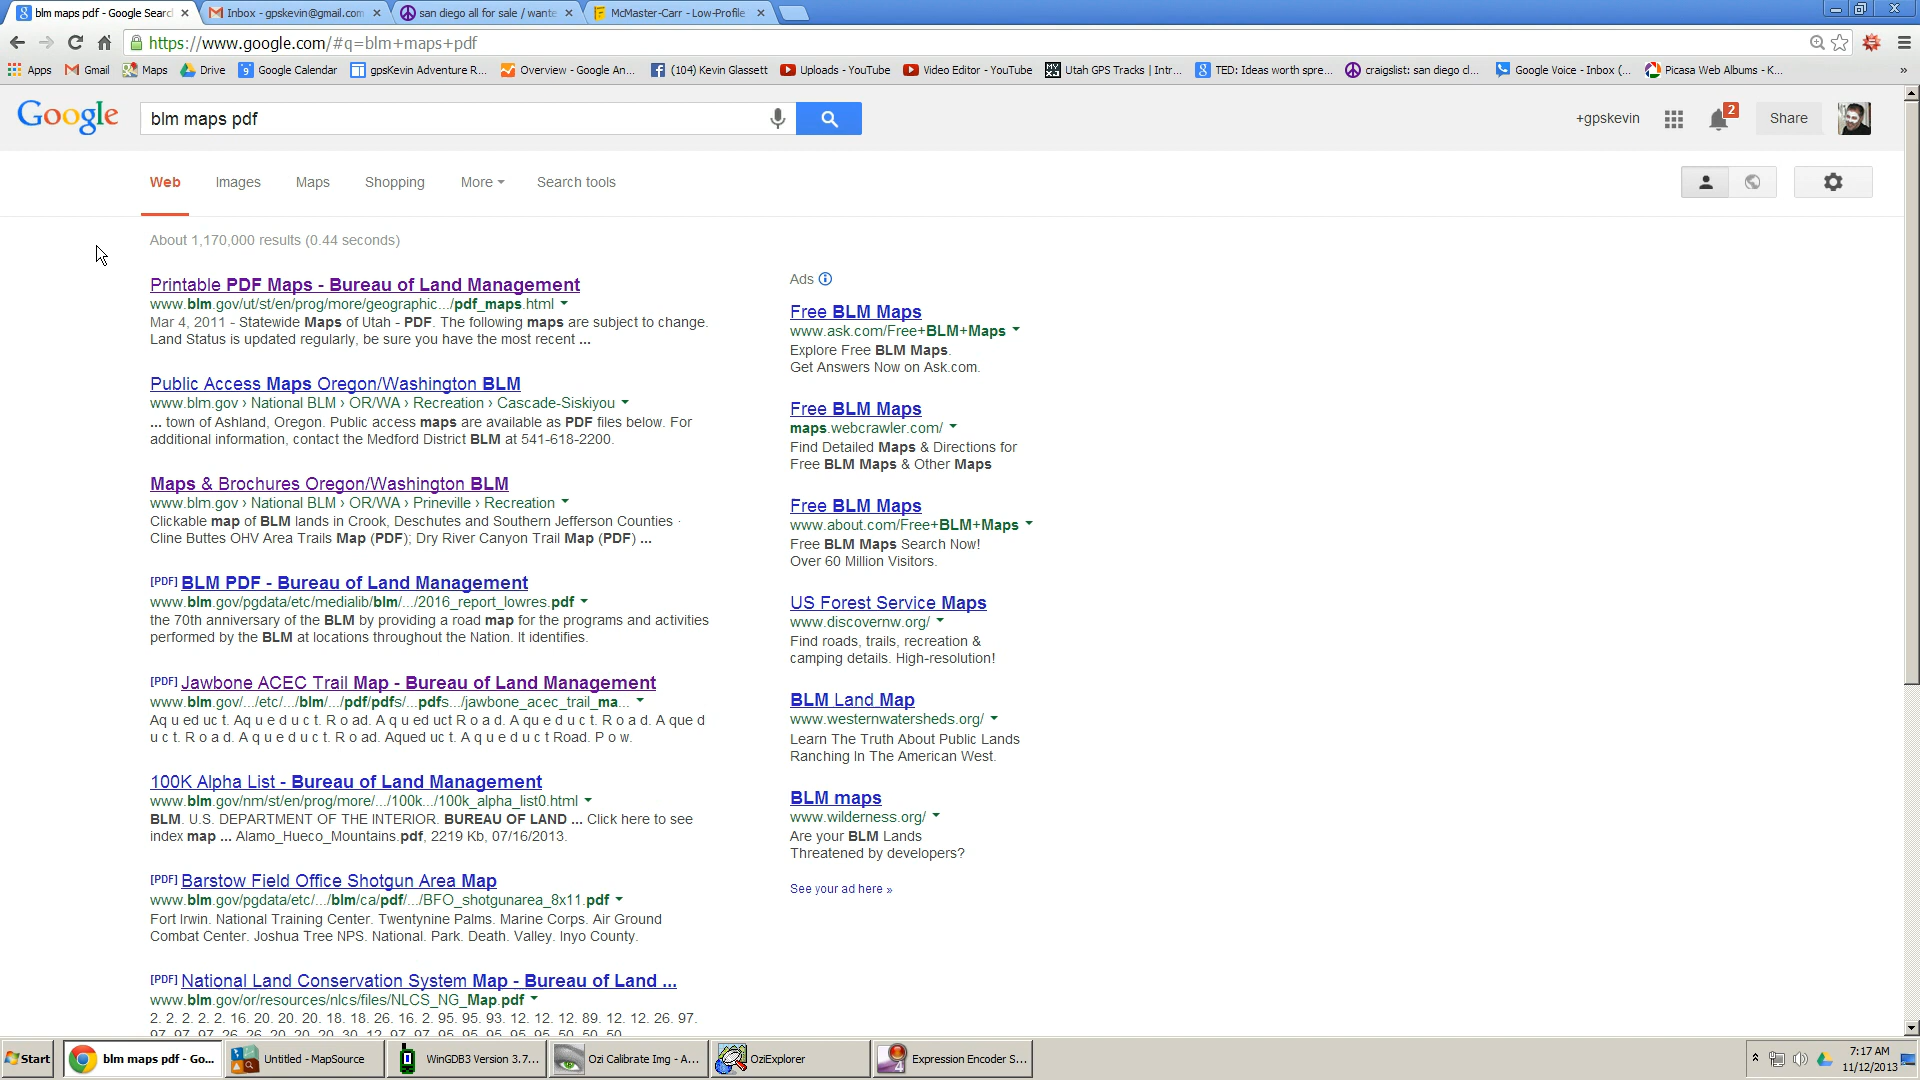 blm maps pdf - Google Searc
Inbox - gpskevin@gmail.com
san diego all for sale / wante
McMaster-Carr - Low-Profile
https://www.google.com/#q=blm+maps+pdf
Apps
Gmail
Maps
Drive
Google Calendar
gpsKevin Adventure R...
Overview - Google An...
(104) Kevin Glassett
Uploads - YouTube
Video Editor - YouTube
Utah GPS Tracks | Intr...
TED: Ideas worth spre...
craigslist: san diego cl...
Google Voice - Inbox (...
Picasa Web Albums - K...
»
Google
blm maps pdf
+gpskevin
2
Share
Web
Images
Maps
Shopping
More
Search tools
About 1,170,000 results (0.44 seconds)
Printable PDF Maps - Bureau of Land Management
www.blm.gov/ut/st/en/prog/more/geographic.../pdf_maps.html
Mar 4, 2011 - Statewide Maps of Utah - PDF. The following maps are subject to change.
Land Status is updated regularly, be sure you have the most recent ...
Public Access Maps Oregon/Washington BLM
www.blm.gov › National BLM › OR/WA › Recreation › Cascade-Siskiyou
... town of Ashland, Oregon. Public access maps are available as PDF files below. For
additional information, contact the Medford District BLM at 541-618-2200.
Maps & Brochures Oregon/Washington BLM
www.blm.gov › National BLM › OR/WA › Prineville › Recreation
Clickable map of BLM lands in Crook, Deschutes and Southern Jefferson Counties ·
Cline Buttes OHV Area Trails Map (PDF); Dry River Canyon Trail Map (PDF) ...
[PDF] BLM PDF - Bureau of Land Management
www.blm.gov/pgdata/etc/medialib/blm/.../2016_report_lowres.pdf
the 70th anniversary of the BLM by providing a road map for the programs and activities
performed by the BLM at locations throughout the Nation. It identifies.
[PDF] Jawbone ACEC Trail Map - Bureau of Land Management
www.blm.gov/.../etc/.../blm/.../pdf/pdfs/...pdfs.../jawbone_acec_trail_ma...
Aq u ed uc t. Aq u e d u c t. R o ad. A q u ed uct R o a d. A qu e d u c t. R o a d. A que d
u c t. R o a d. A q u e d u c t. R o ad. Aqued uc t. A q u e d u c t Road. P o w.
100K Alpha List - Bureau of Land Management
www.blm.gov/nm/st/en/prog/more/.../100k.../100k_alpha_list0.html
BLM. U.S. DEPARTMENT OF THE INTERIOR. BUREAU OF LAND ... Click here to see
index map ... Alamo_Hueco_Mountains.pdf, 2219 Kb, 07/16/2013.
[PDF] Barstow Field Office Shotgun Area Map
www.blm.gov/pgdata/etc/.../blm/ca/pdf/.../BFO_shotgunarea_8x11.pdf
Fort Irwin. National Training Center. Twentynine Palms. Marine Corps. Air Ground
Combat Center. Joshua Tree NPS. National. Park. Death. Valley. Inyo County.
[PDF] National Land Conservation System Map - Bureau of Land ...
www.blm.gov/or/resources/nlcs/files/NLCS_NG_Map.pdf
2. 2. 2. 2. 2. 16. 20. 20. 20. 18. 18. 26. 16. 2. 95. 95. 93. 12. 12. 12. 89. 12. 12. 26. 97.
97. 97. 97. 26. 26. 20. 20. 20. 30. 12. 97. 97. 95. 95. 95. 95. 95. 50. 50. 50.
Ads
Free BLM Maps
www.ask.com/Free+BLM+Maps
Explore Free BLM Maps.
Get Answers Now on Ask.com.
Free BLM Maps
maps.webcrawler.com/
Find Detailed Maps & Directions for
Free BLM Maps & Other Maps
Free BLM Maps
www.about.com/Free+BLM+Maps
Free BLM Maps Search Now!
Over 60 Million Visitors.
US Forest Service Maps
www.discovernw.org/
Find roads, trails, recreation &
camping details. High-resolution!
BLM Land Map
www.westernwatersheds.org/
Learn The Truth About Public Lands
Ranching In The American West.
BLM maps
www.wilderness.org/
Are your BLM Lands
Threatened by developers?
See your ad here »
Start
blm maps pdf - Go...
Untitled - MapSource
WinGDB3 Version 3.7...
Ozi Calibrate Img - A...
OziExplorer
Expression Encoder S...
7:17 AM
11/12/2013